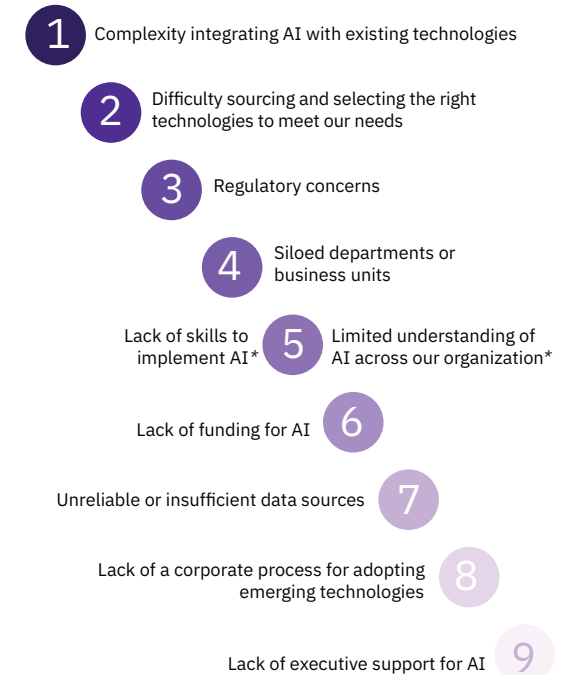 1 Complexity integrating AI with existing technologies
2 Difficulty sourcing and selecting the right
technologies to meet our needs
3 Regulatory concerns
4 Siloed departments or
business units
Lack of skills to
implement AI*
5
Limited understanding of
AI across our organization*
Lack of funding for AI 6
Unreliable or insufficient data sources 7
Lack of a corporate process for adopting
emerging technologies
8
Lack of executive support for AI 9